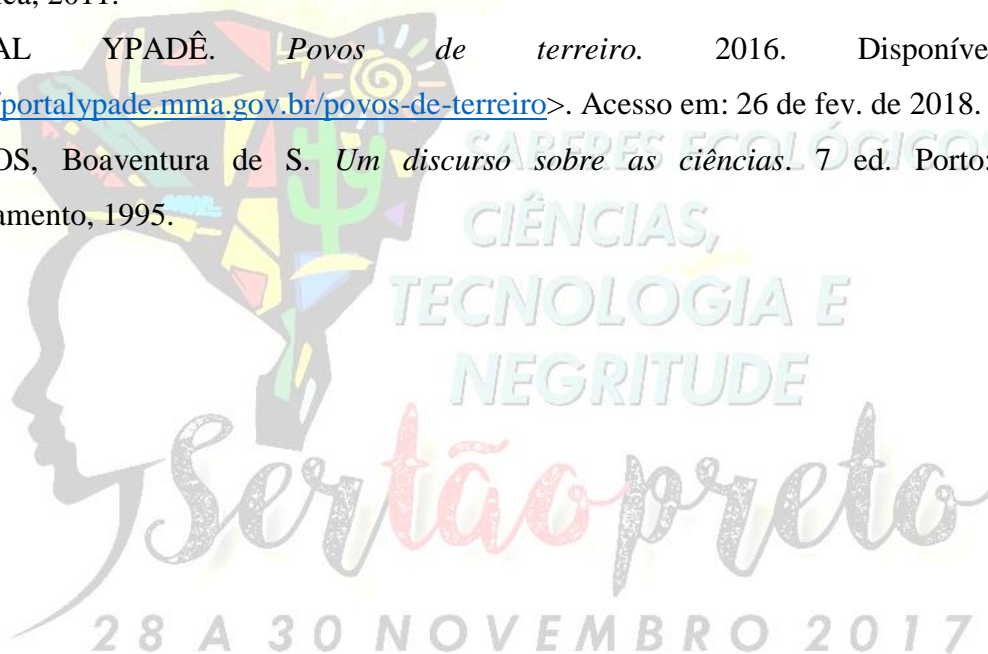 ica, 2011.
AL YPADÊ. Povos de terreiro. 2016. Disponíve
/portalypade.mma.gov.br/povos-de-terreiro>. Acesso em: 26 de fev. de 2018.
OS, Boaventura de S. Um discurso sobre as ciências. 7 ed. Porto:
amento, 1995.
SABERES ECOLÓGICOS
CIÊNCIAS,
TECNOLOGIA E
NEGRITUDE
Sertão preto
28 A 30 NOVEMBRO 2017